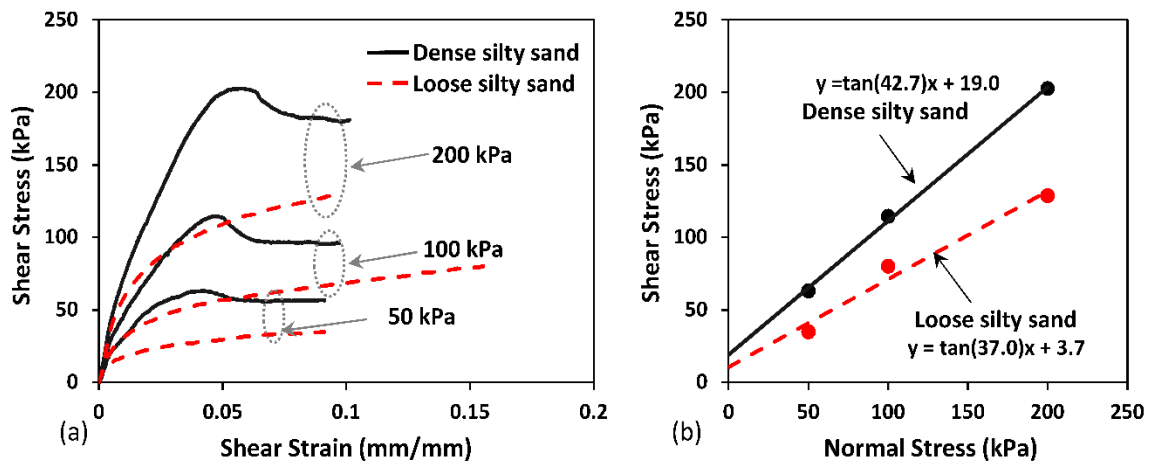 250
200
150
100
50
0
Shear Stress (kPa)
Dense silty sand
Loose silty sand
200 kPa
100 kPa
50 kPa
0
0.05
0.1
0.15
0.2
(a)
Shear Strain (mm/mm)
250
200
150
100
50
0
Shear Stress (kPa)
y =tan(42.7)x + 19.0
Dense silty sand
Loose silty sand
y = tan(37.0)x + 3.7
0
50
100
150
200
250
(b)
Normal Stress (kPa)